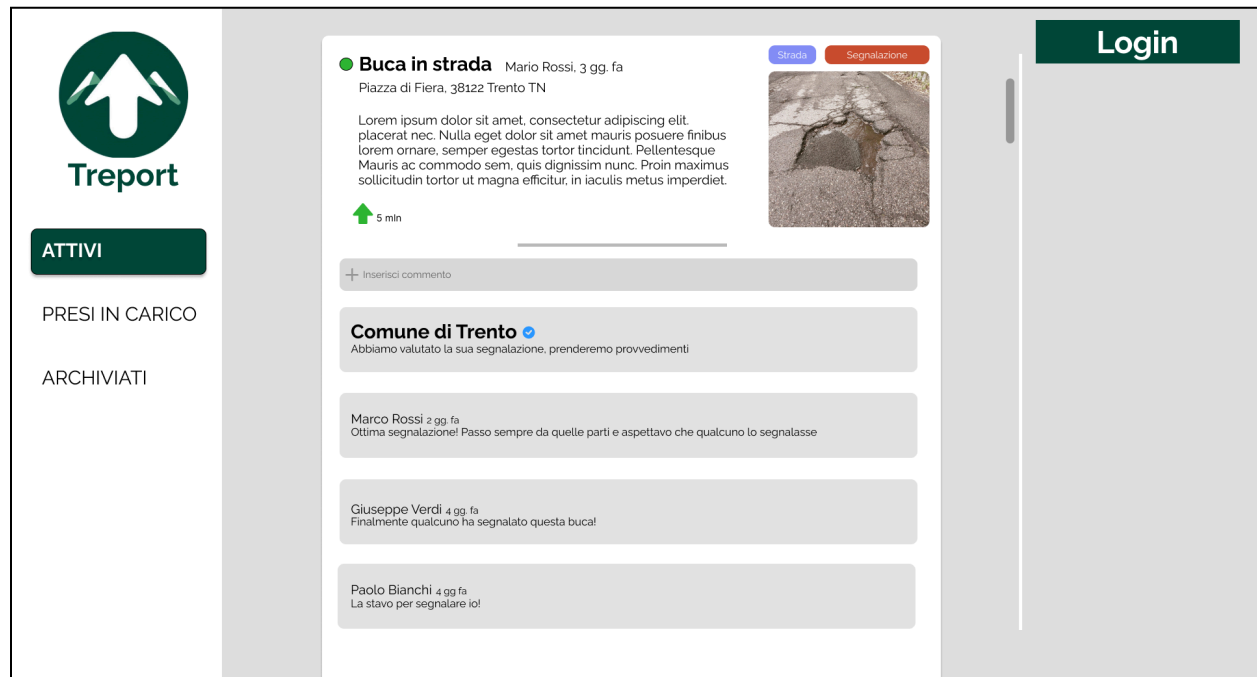 Treport
ATTIVI
PRESI IN CARICO
ARCHIVIATI
Buca in strada Mario Rossi, 3 gg. fa
Piazza di Fiera, 38122 Trento TN
Strada
Segnalazione
Lorem ipsum dolor sit amet, consectetur adipiscing elit.
placerat nec. Nulla eget dolor sit amet mauris posuere finibus
lorem ornare, semper egestas tortor tincidunt. Pellentesque
Mauris ac commodo sem, quis dignissim nunc. Proin maximus
sollicitudin tortor ut magna efficitur, in iaculis metus imperdiet.
5 mln
Inserisci commento
Comune di Trento
Abbiamo valutato la sua segnalazione, prenderemo provvedimenti
Marco Rossi 2 gg. fa
Ottima segnalazione! Passo sempre da quelle parti e aspettavo che qualcuno lo segnalasse
Giuseppe Verdi 4 gg. fa
Finalmente qualcuno ha segnalato questa buca!
Paolo Bianchi 4 gg fa
La stavo per segnalare io!
Login